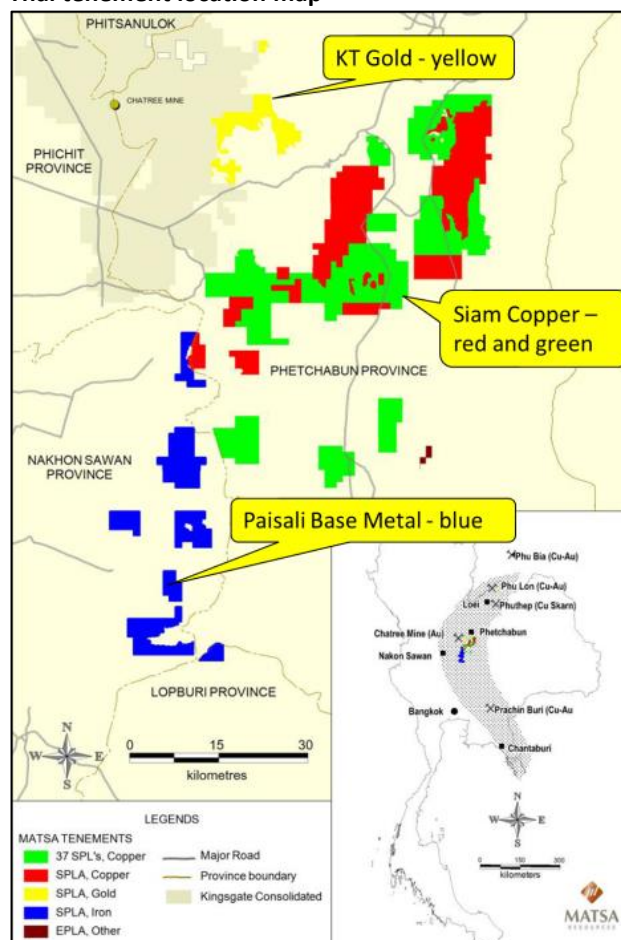 Thai tenement location map
PHITSANULOK
KT Gold - yellow
CHATREE MINE
PHICHIT
PROVINCE
Siam Copper –
red and green
PHETCHABUN PROVINCE
NAKHON SAWAN
PROVINCE
Paisali Base Metal - blue
LOPBURI PROVINCE
N
W E
S
0 15 30
kilometres
Phu Bia (Cu-Au)
Phu Lon (Cu-Au)
Loei
Phuthep (Cu Skarn)
Chatree Mine (Au)
Phetchabun
Nakon Sawan
Bangkok
Prachin Buri (Cu-Au
Chantaburi
N
W E
S
0 150 300
kilometers
LEGENDS
MATSA TENEMENTS
37 SPL's, Copper
SPLA, Copper
SPLA, Gold
SPLA, Iron
EPLA, Other
Major Road
Province boundary
Kingsgate Consolidated
MATSA
RESOURCES